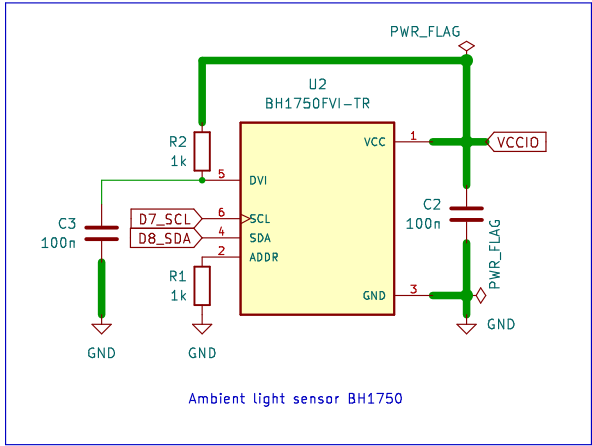 PWR_FLAG
U2
BH1750FVI-TR
R2
1k
VCC
1
VCCIO
5
DVI
C3
100n
D7_SCL
6
SCL
C2
100n
D8_SDA
4
SDA
2
ADDR
R1
1k
GND
3
PWR_FLAG
GND
GND
GND
Ambient light sensor BH1750